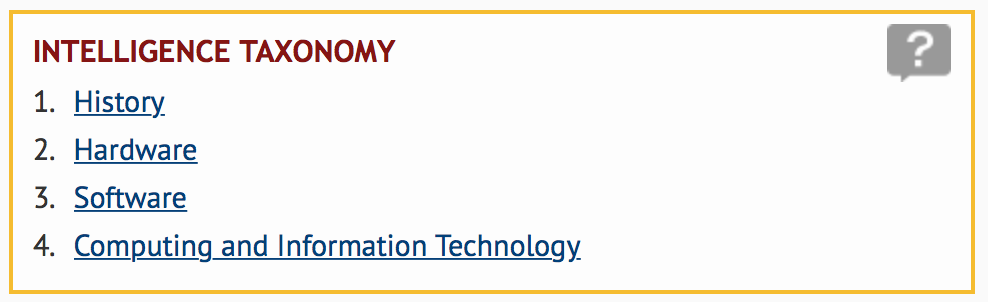 INTELLIGENCE TAXONOMY
?
1. History
2. Hardware
3. Software
4. Computing and Information Technology